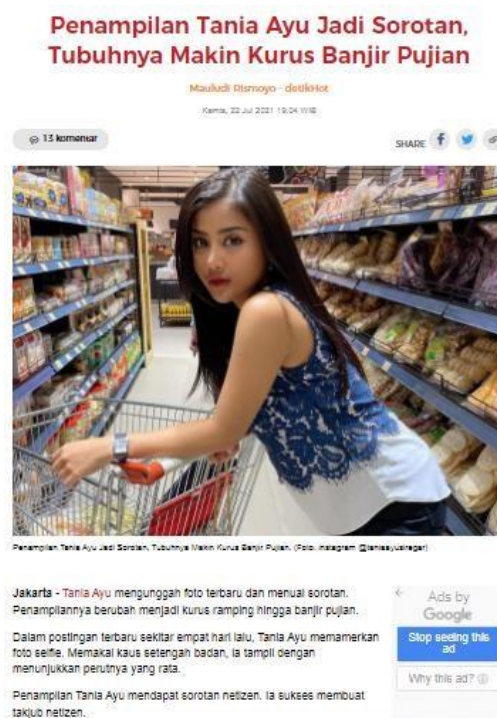 Penampilan Tania Ayu Jadi Sorotan,
Tubuhnya Makin Kurus Banjir Pujian
Mauludi Rismoyo - detikHot
Kamis, 22 Jul 2021 19:04 WIB
13 komentar
SHARE
Penampilan Tania Ayu Jadi Sorotan, Tubuhnya Makin Kurus Banjir Pujian. (Foto: Instagram @taniaayusiregar)
Jakarta - Tania Ayu mengunggah foto terbaru dan menuai sorotan.
Penampilannya berubah menjadi kurus ramping hingga banjir pujian.
Dalam postingan terbaru sekitar empat hari lalu, Tania Ayu memamerkan
foto selfie. Memakai kaus setengah badan, ia tampil dengan
menunjukkan perutnya yang rata.
Penampilan Tania Ayu mendapat sorotan netizen. Ia sukses membuat
takjub netizen.
Ads by
Google
Stop seeing this
ad
Why this ad?